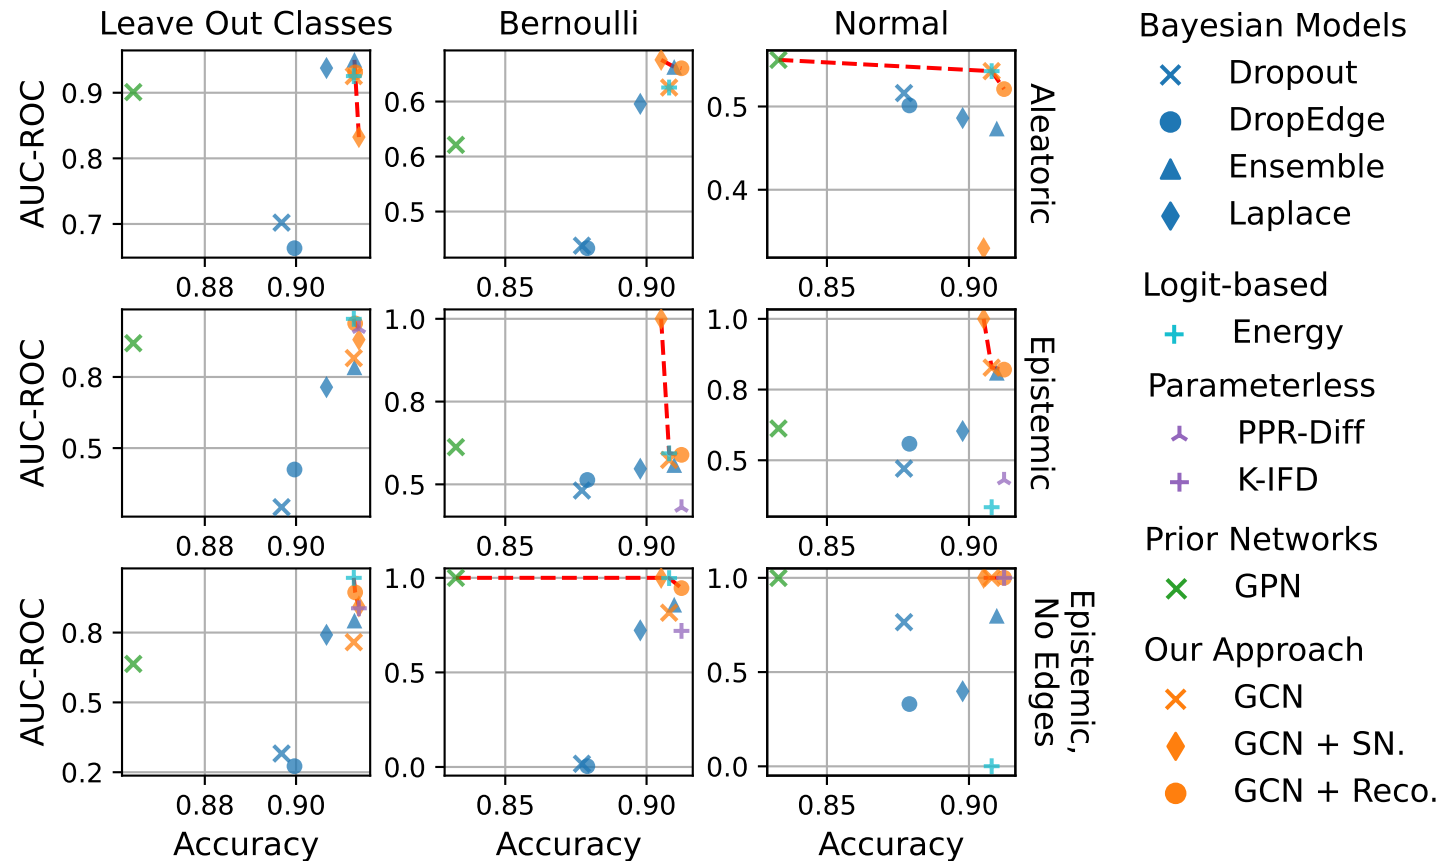 Leave Out Classes
Bernoulli
Normal
AUC-ROC
0.9
0.8
0.7
0.88
0.90
0.6
0.6
0.5
0.85
0.90
0.5
0.4
0.85
0.90
Aleatoric
AUC-ROC
0.8
0.5
0.88
0.90
1.0
0.8
0.5
0.85
0.90
1.0
0.8
0.5
0.85
0.90
Epistemic
AUC-ROC
0.8
0.5
0.2
0.88
0.90
Accuracy
1.0
0.5
0.0
0.85
0.90
Accuracy
1.0
0.5
0.0
0.85
0.90
Accuracy
Epistemic,
No Edges
Bayesian Models
Dropout
DropEdge
Ensemble
Laplace
Logit-based
Energy
Parameterless
PPR-Diff
K-IFD
Prior Networks
GPN
Our Approach
GCN
GCN + SN.
GCN + Reco.